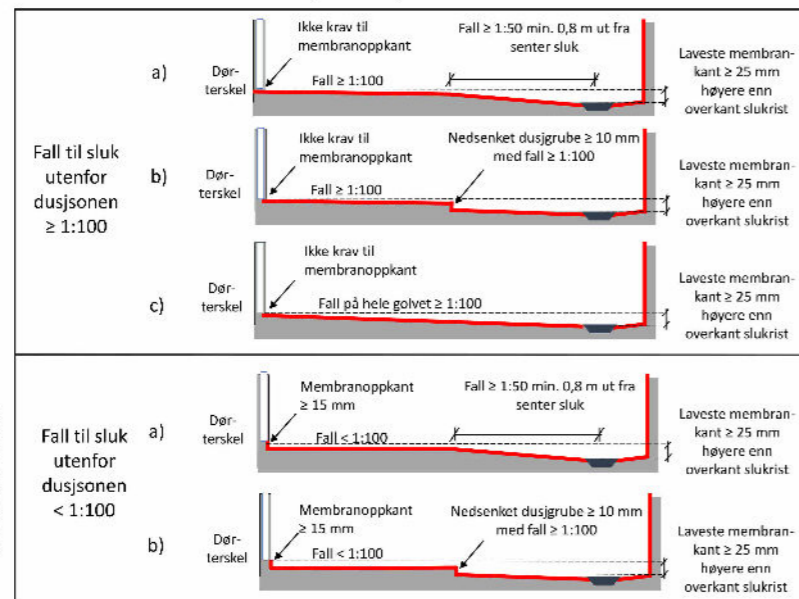 Fall til sluk
utenfor
dusjsonen
≥ 1:100
a)
Dør-
terskel
Ikke krav til
membranoppkant
Fall ≥ 1:100
Fall ≥ 1:50 min. 0,8 m ut fra
senter sluk
Laveste membran-
kant ≥ 25 mm
høyere enn
overkant slukrist
b)
Dør-
terskel
Ikke krav til
membranoppkant
Fall ≥ 1:100
Nedsenket dusjgrube ≥ 10 mm
med fall ≥ 1:100
Laveste membran-
kant ≥ 25 mm
høyere enn
overkant slukrist
c)
Dør-
terskel
Ikke krav til
membranoppkant
Fall på hele golvet ≥ 1:100
Laveste membran-
kant ≥ 25 mm
høyere enn
overkant slukrist
Fall til sluk
utenfor
dusjsonen
< 1:100
a)
Dør-
terskel
Membranoppkant
≥ 15 mm
Fall < 1:100
Fall ≥ 1:50 min. 0,8 m ut fra
senter sluk
Laveste membran-
kant ≥ 25 mm
høyere enn
overkant slukrist
b)
Dør-
terskel
Membranoppkant
≥ 15 mm
Fall < 1:100
Nedsenket dusjgrube ≥ 10 mm
med fall ≥ 1:100
Laveste membran-
kant ≥ 25 mm
høyere enn
overkant slukrist